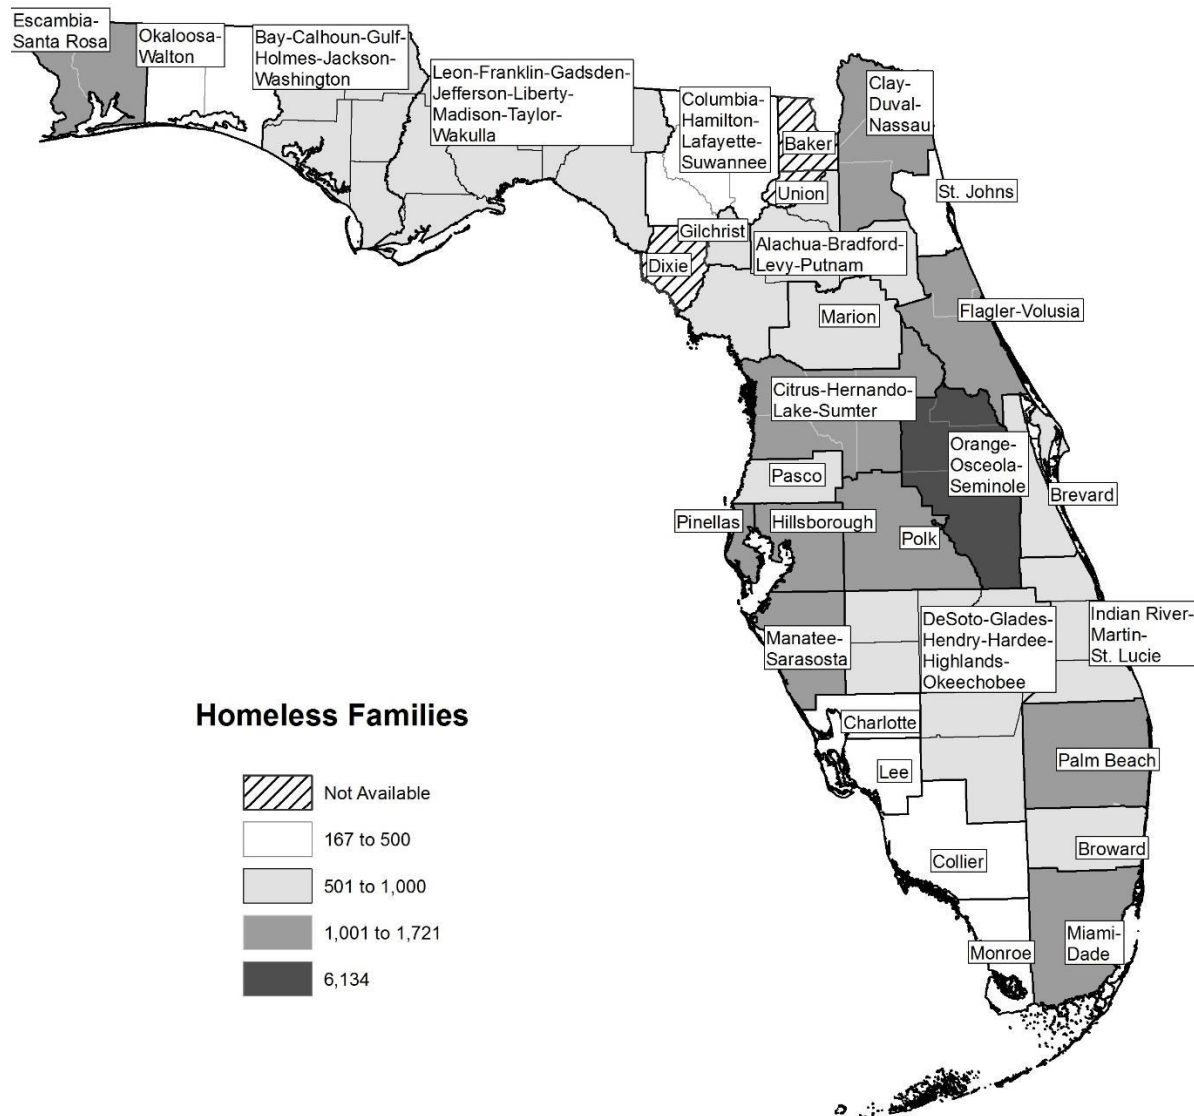 Escambia-
Santa Rosa
Okaloosa-
Walton
Bay-Calhoun-Gulf-
Holmes-Jackson-
Washington
Leon-Franklin-Gadsden-
Jefferson-Liberty-
Madison-Taylor-
Wakulla
Columbia-
Hamilton-
Lafayette-
Suwannee
Baker
Clay-
Duval-
Nassau
Union
St. Johns
Gilchrist
Dixie
Alachua-Bradford-
Levy-Putnam
Marion
Flagler-Volusia
Citrus-Hernando-
Lake-Sumter
Orange-
Osceola-
Seminole
Pasco
Brevard
Pinellas
Hillsborough
Polk
Manatee-
Sarasosta
DeSoto-Glades-
Hendry-Hardee-
Highlands-
Okeechobee
Indian River-
Martin-
St. Lucie
Charlotte
Lee
Palm Beach
Collier
Broward
Monroe
Miami-
Dade
Homeless Families
Not Available
167 to 500
501 to 1,000
1,001 to 1,721
6,134